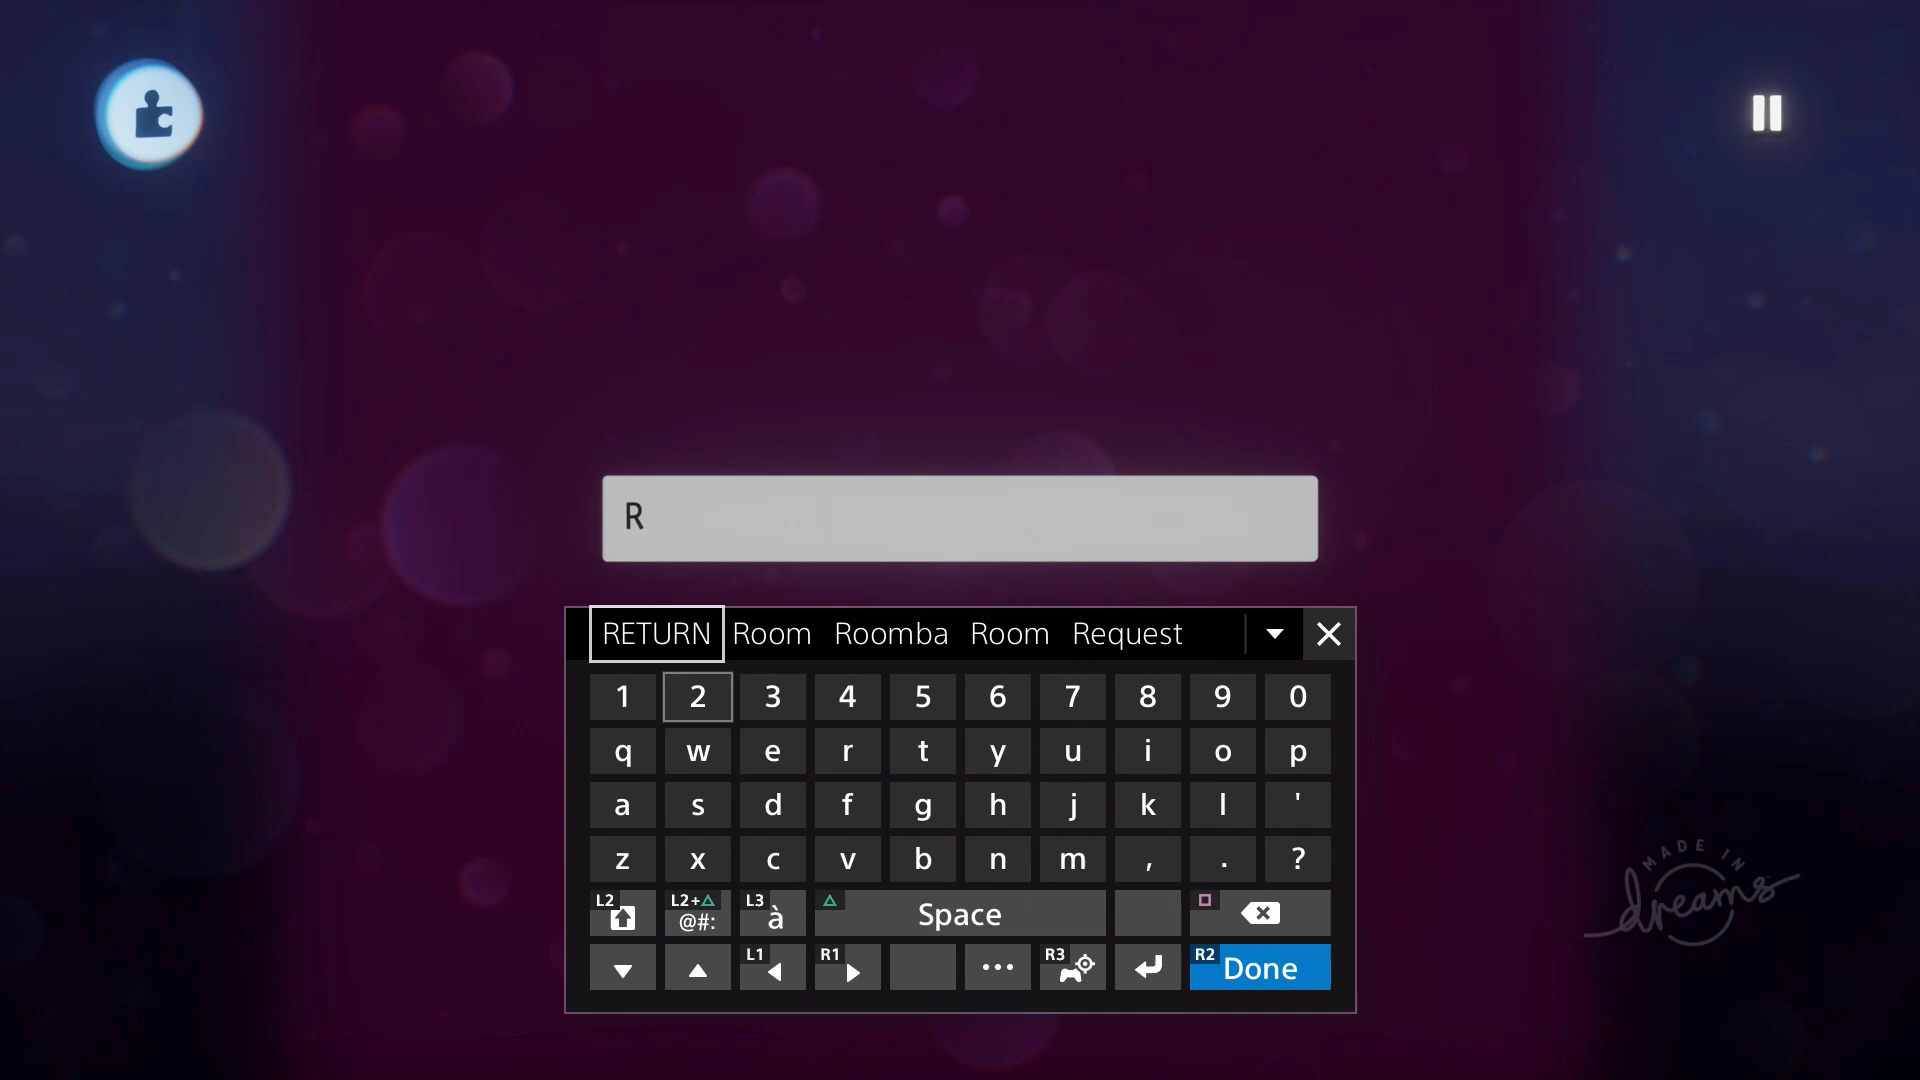 R
RETURN Room Roomba Room Request
1 2 3 4 5 6 7 8 9 0
q w e r t y u i o p
a s d f g h j k l '
z x c v b n m , . ?
L2 L2+△ @#: L3 à △ Space □
L1 R1 ... R3 R2 Done
MADE IN
dreams